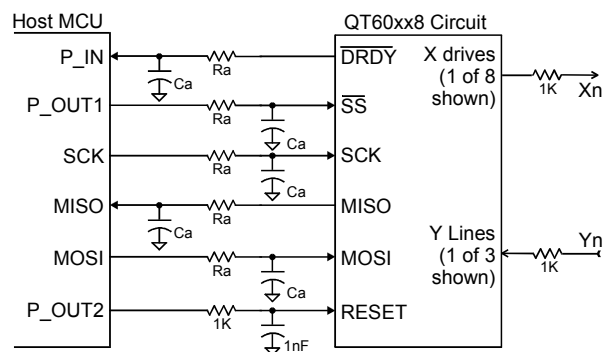 Host MCU
QT60xx8 Circuit
P_IN
Ca
Ra
DRDY
X drives
(1 of 8
shown)
1K
Xn
P_OUT1
Ra
Ca
SS
SCK
Ra
Ca
SCK
MISO
Ca
Ra
MISO
MOSI
Ra
Ca
MOSI
Y Lines
(1 of 3
shown)
1K
Yn
P_OUT2
1K
1nF
RESET